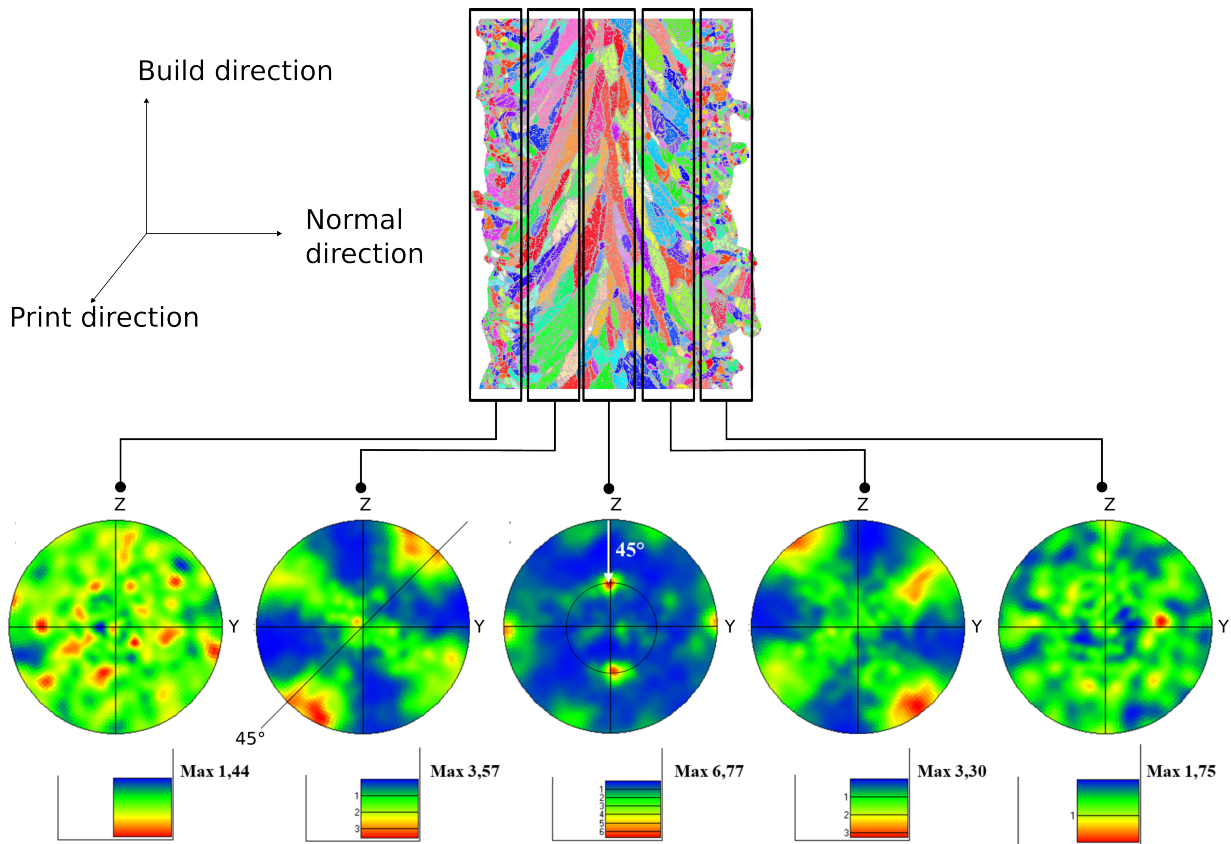 Build direction
Normal
direction
Print direction
Z
Z
Z
Z
Z
45°
Y
Y
Y
Y
Y
45°
Max 1,44
Max 3,57
Max 6,77
Max 3,30
Max 1,75
1
2
3
1
2
3
4
5
6
1
2
3
1